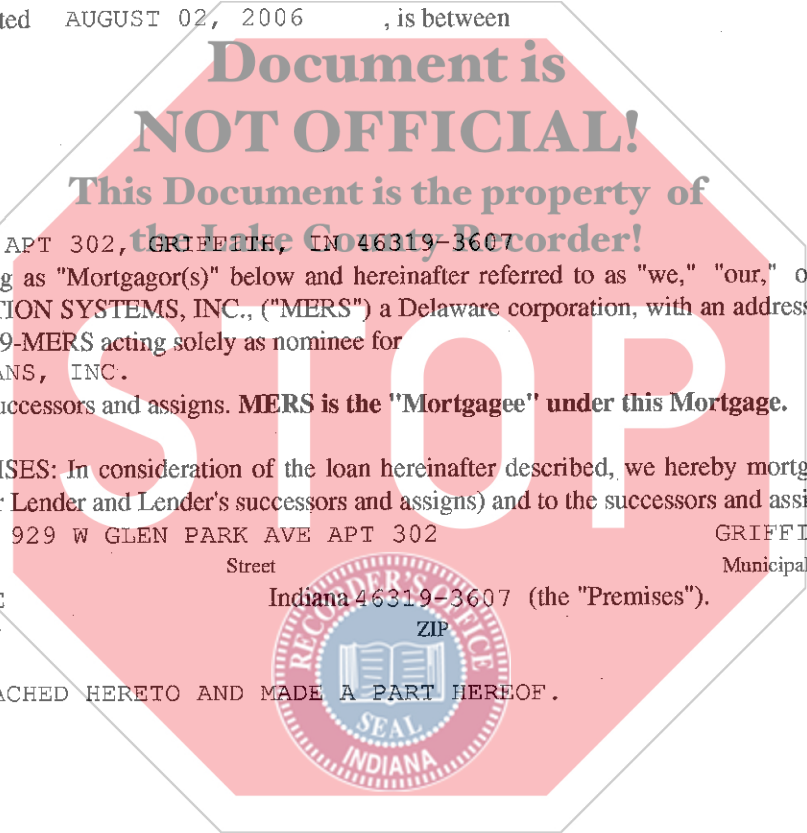 ted AUGUST 02, 2006 , is between
Document is
NOT OFFICIAL!
This Document is the property of
the Lake County Recorder!
APT 302, GRIFFITH, IN 46319-3607
g as "Mortgagor(s)" below and hereinafter referred to as "we," "our," o
TION SYSTEMS, INC., ("MERS") a Delaware corporation, with an address
9-MERS acting solely as nominee for
ANS, INC.
uccessors and assigns. MERS is the "Mortgagee" under this Mortgage.
ISES: In consideration of the loan hereinafter described, we hereby mortg
r Lender and Lender's successors and assigns) and to the successors and assi
929 W GLEN PARK AVE APT 302 GRIFFI
Street Municipal
Indiana 46319-3607 (the "Premises").
ZIP
ACHED HERETO AND MADE A PART HEREOF.
STOP
RECORDER'S OFFICE
SEAL
INDIANA